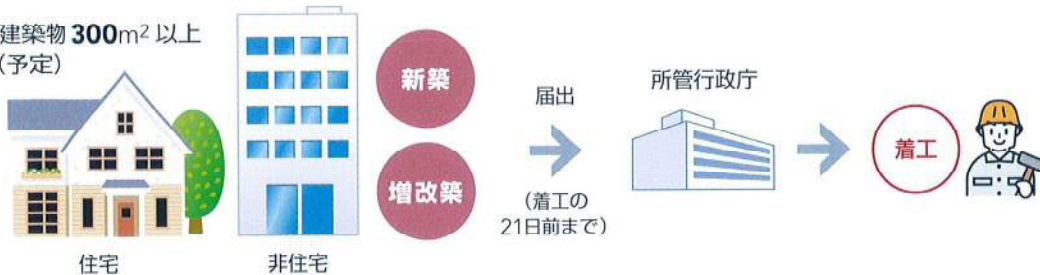 建築物 300m² 以上
(予定)
新築
増改築
住宅
非住宅
届出
(着工の
21日前まで)
所管行政庁
着工